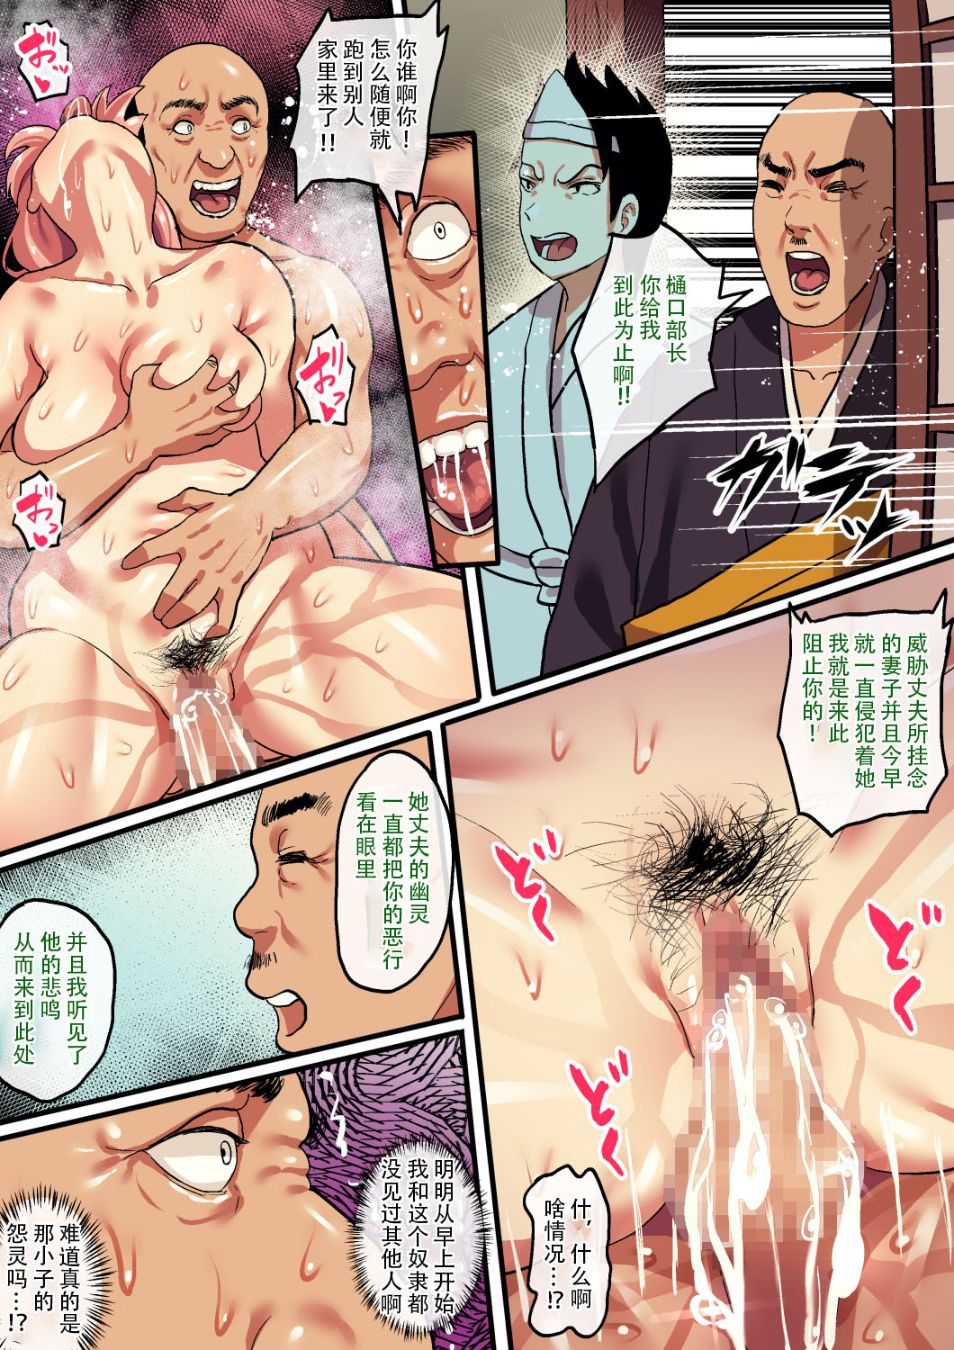 樋口部长
你给我
到此为止啊!!
ガラッ
你谁啊你！
怎么随便就
跑到别人
家里来了!!
おッ♥
おっ♥
おっ♥
威胁丈夫所挂念
的妻子并且今早
就一直侵犯着她
我就是来此
阻止你的！
どく
どく
どく
什，什么啊
啥情况…!?
她丈夫的幽灵
一直都把你的恶行
看在眼里
并且我听见了
他的悲鸣
从而来到此处
明明从早上开始
我和这个奴隶都
没见过其他人啊
难道真的是
那小子的
怨灵吗…!?